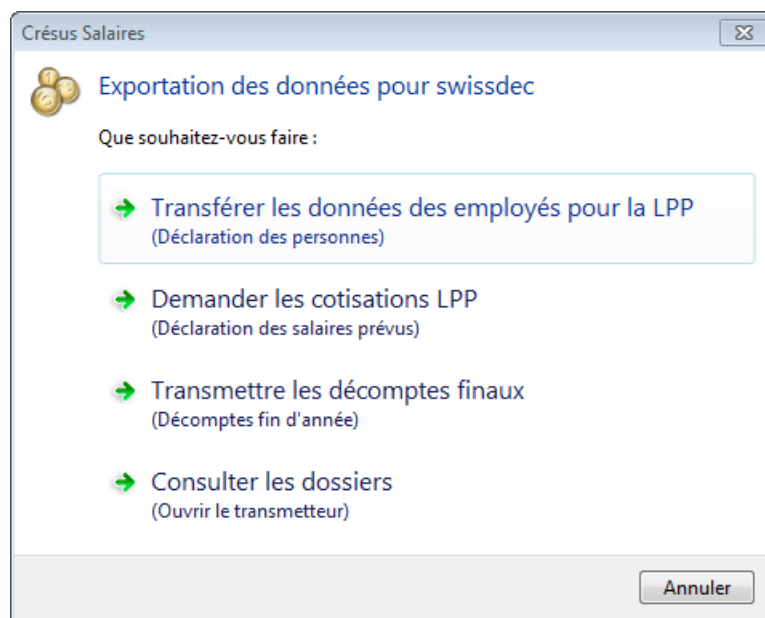 Crésus Salaires
Exportation des données pour swissdec
Que souhaitez-vous faire :
Transférer les données des employés pour la LPP
(Déclaration des personnes)
Demander les cotisations LPP
(Déclaration des salaires prévus)
Transmettre les décomptes finaux
(Décomptes fin d'année)
Consulter les dossiers
(Ouvrir le transmetteur)
Annuler